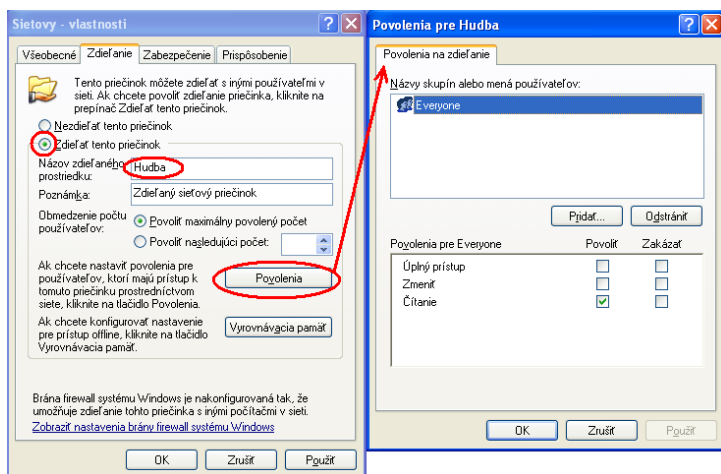 Sietovy - vlastnosti
Všeobecné Zdieľanie Zabezpečenie Prispôsobenie
Tento priečinok môžete zdieľať s inými používateľmi v
sieti. Ak chcete povoliť zdieľanie priečinka, kliknite na
prepínač Zdieľať tento priečinok.
Nezdieľať tento priečinok
Zdieľať tento priečinok
Názov zdieľaného
prostriedku:
Hudba
Poznámka: Zdieľaný sieťový priečinok
Obmedzenie počtu
používateľov:
Povoliť maximálny povolený počet
Povoliť nasledujúci počet:
Ak chcete nastaviť povolenia pre
používateľov, ktorí majú prístup k
tomuto priečinku prostredníctvom
siete, kliknite na tlačidlo Povolenia.
Povolenia
Ak chcete konfigurovať nastavenie
pre prístup offline, kliknite na tlačidlo
Vyrovnávacia pamäť.
Vyrovnávacia pamäť
Brána firewall systému Windows je nakonfigurovaná tak, že
umožňuje zdieľanie tohto priečinka s inými počítačmi v sieti.
Zobraziť nastavenia brány firewall systému Windows
OK Zrušiť Použiť
Povolenia pre Hudba
Povolenia na zdieľanie
Názvy skupín alebo mená používateľov:
Everyone
Pridať... Odstrániť
Povolenia pre Everyone Povoliť Zakázať
Úplný prístup
Zmeniť
Čítanie
OK Zrušiť Použiť